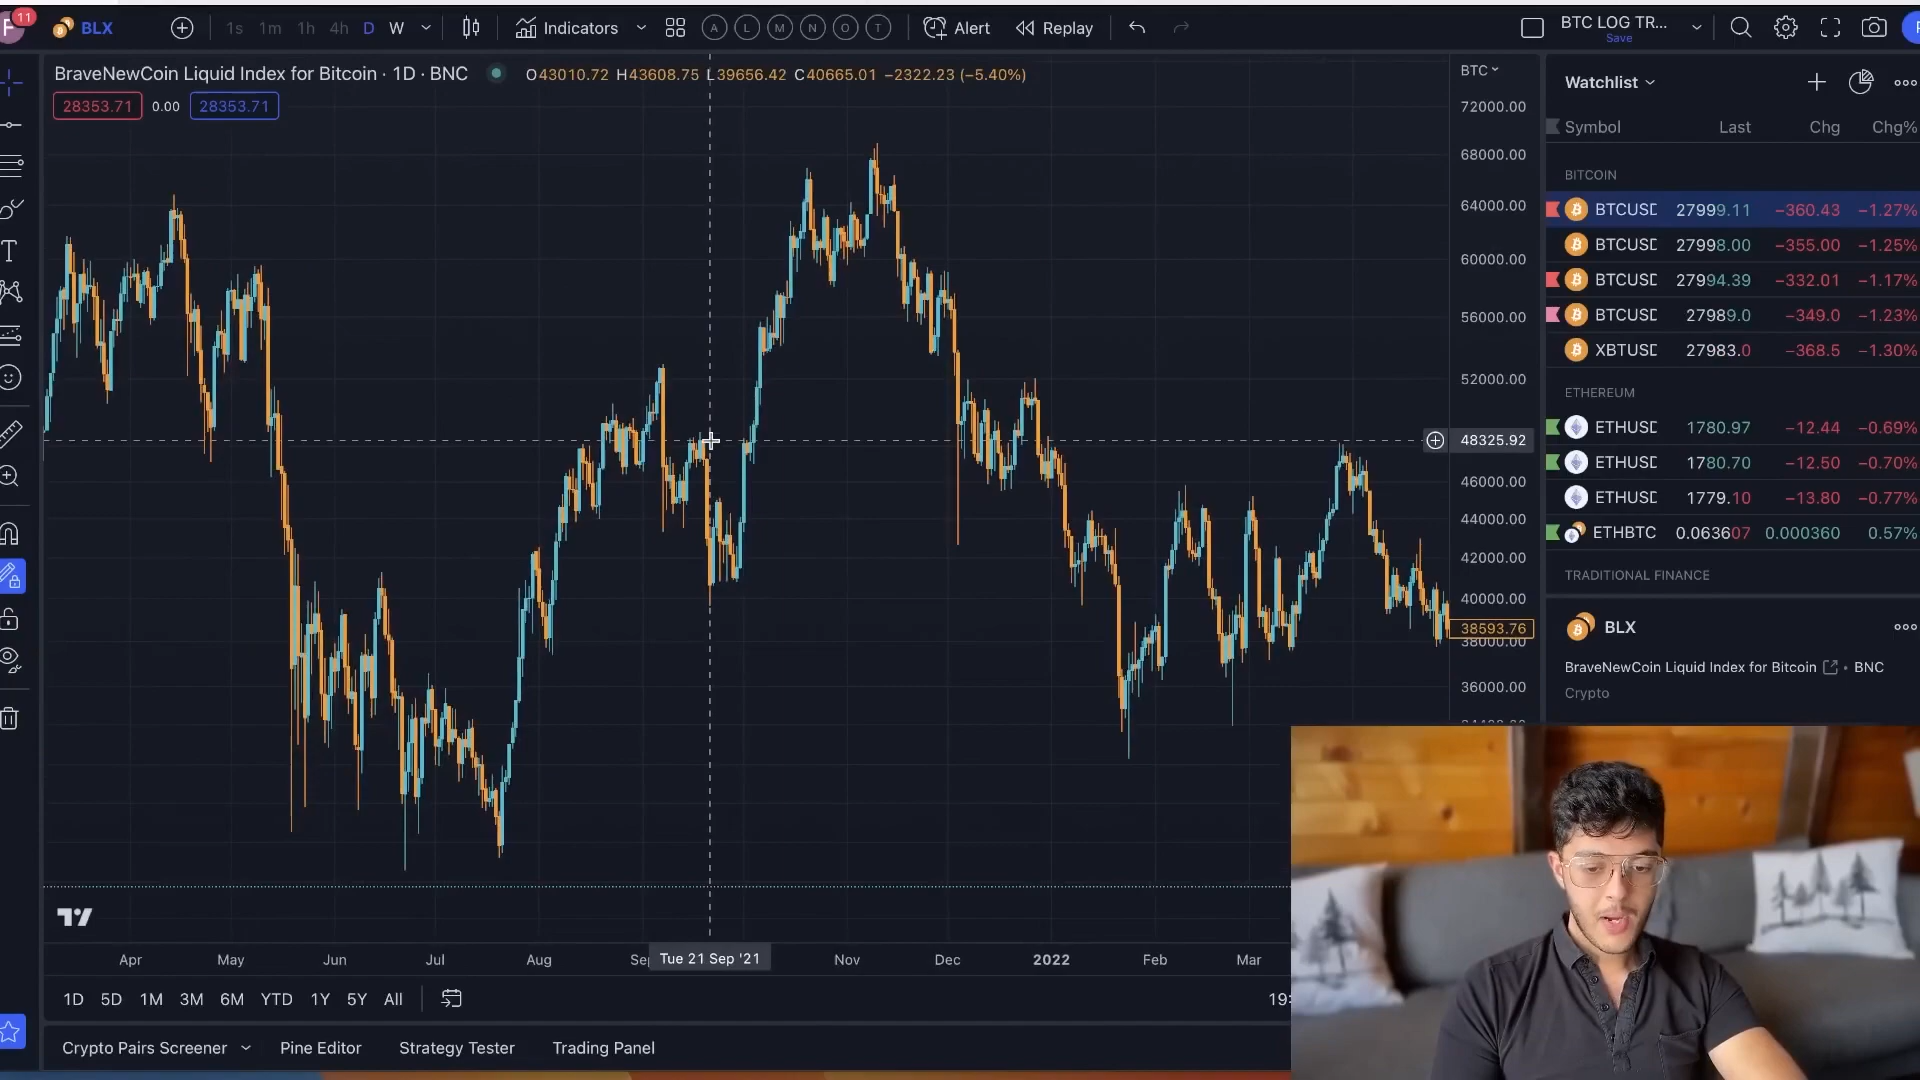 11
BLX
1s 1m 1h 4h D W
Indicators
A L M N O T
Alert
Replay
BTC LOG TR...
Save
BraveNewCoin Liquid Index for Bitcoin · 1D · BNC
O43010.72 H43608.75 L39656.42 C40665.01 −2322.23 (−5.40%)
28353.71 0.00 28353.71
BTC
72000.00
68000.00
64000.00
60000.00
56000.00
52000.00
48325.92
46000.00
44000.00
42000.00
40000.00
38593.76
38000.00
36000.00
Watchlist
Symbol Last Chg Chg%
BITCOIN
BTCUSD 27999.11 −360.43 −1.27%
BTCUSD 27998.00 −355.00 −1.25%
BTCUSD 27994.39 −332.01 −1.17%
BTCUSD 27989.0 −349.0 −1.23%
XBTUSD 27983.0 −368.5 −1.30%
ETHEREUM
ETHUSD 1780.97 −12.44 −0.69%
ETHUSD 1780.70 −12.50 −0.70%
ETHUSD 1779.10 −13.80 −0.77%
ETHBTC 0.063607 0.000360 0.57%
TRADITIONAL FINANCE
BLX
BraveNewCoin Liquid Index for Bitcoin • BNC
Crypto
Apr May Jun Jul Aug Tue 21 Sep '21 Nov Dec 2022 Feb Mar
1D 5D 1M 3M 6M YTD 1Y 5Y All
Crypto Pairs Screener Pine Editor Strategy Tester Trading Panel